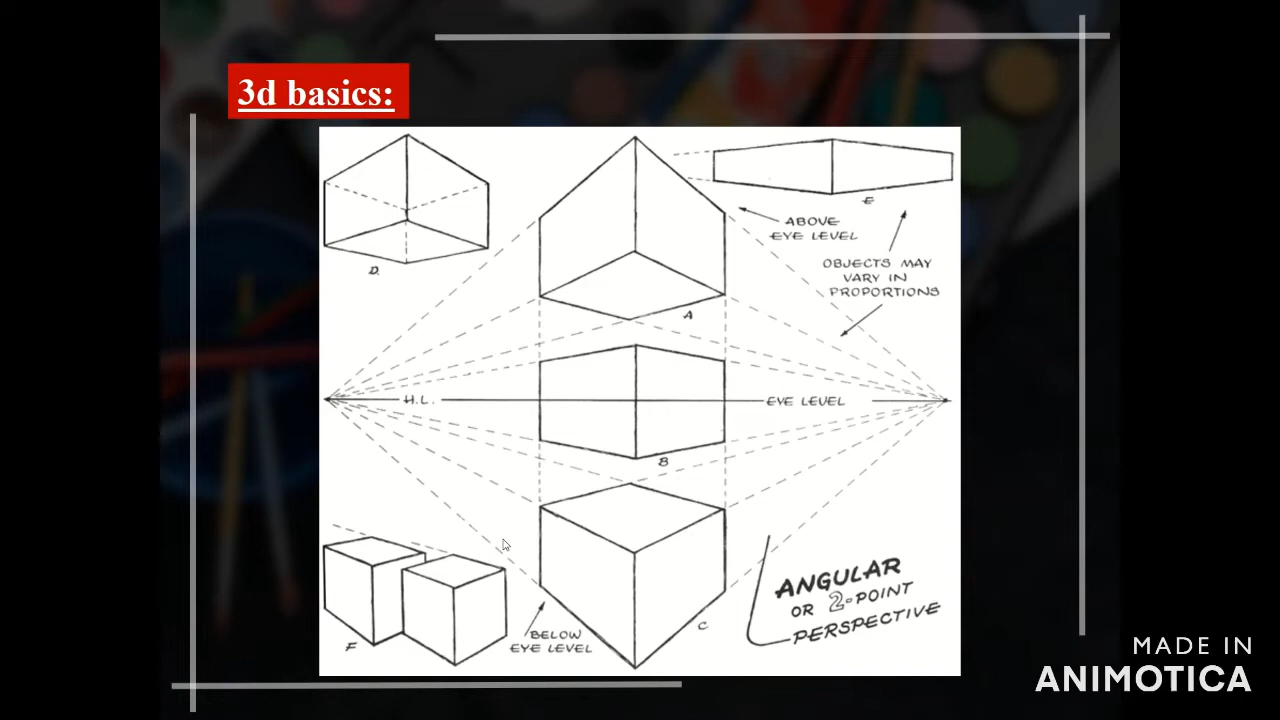 3d basics:
D.
A
E
ABOVE
EYE LEVEL
OBJECTS MAY
VARY IN
PROPORTIONS
H.L.
EYE LEVEL
B
F
BELOW
EYE LEVEL
C
ANGULAR
OR 2-POINT
PERSPECTIVE
MADE IN
ANIMOTICA